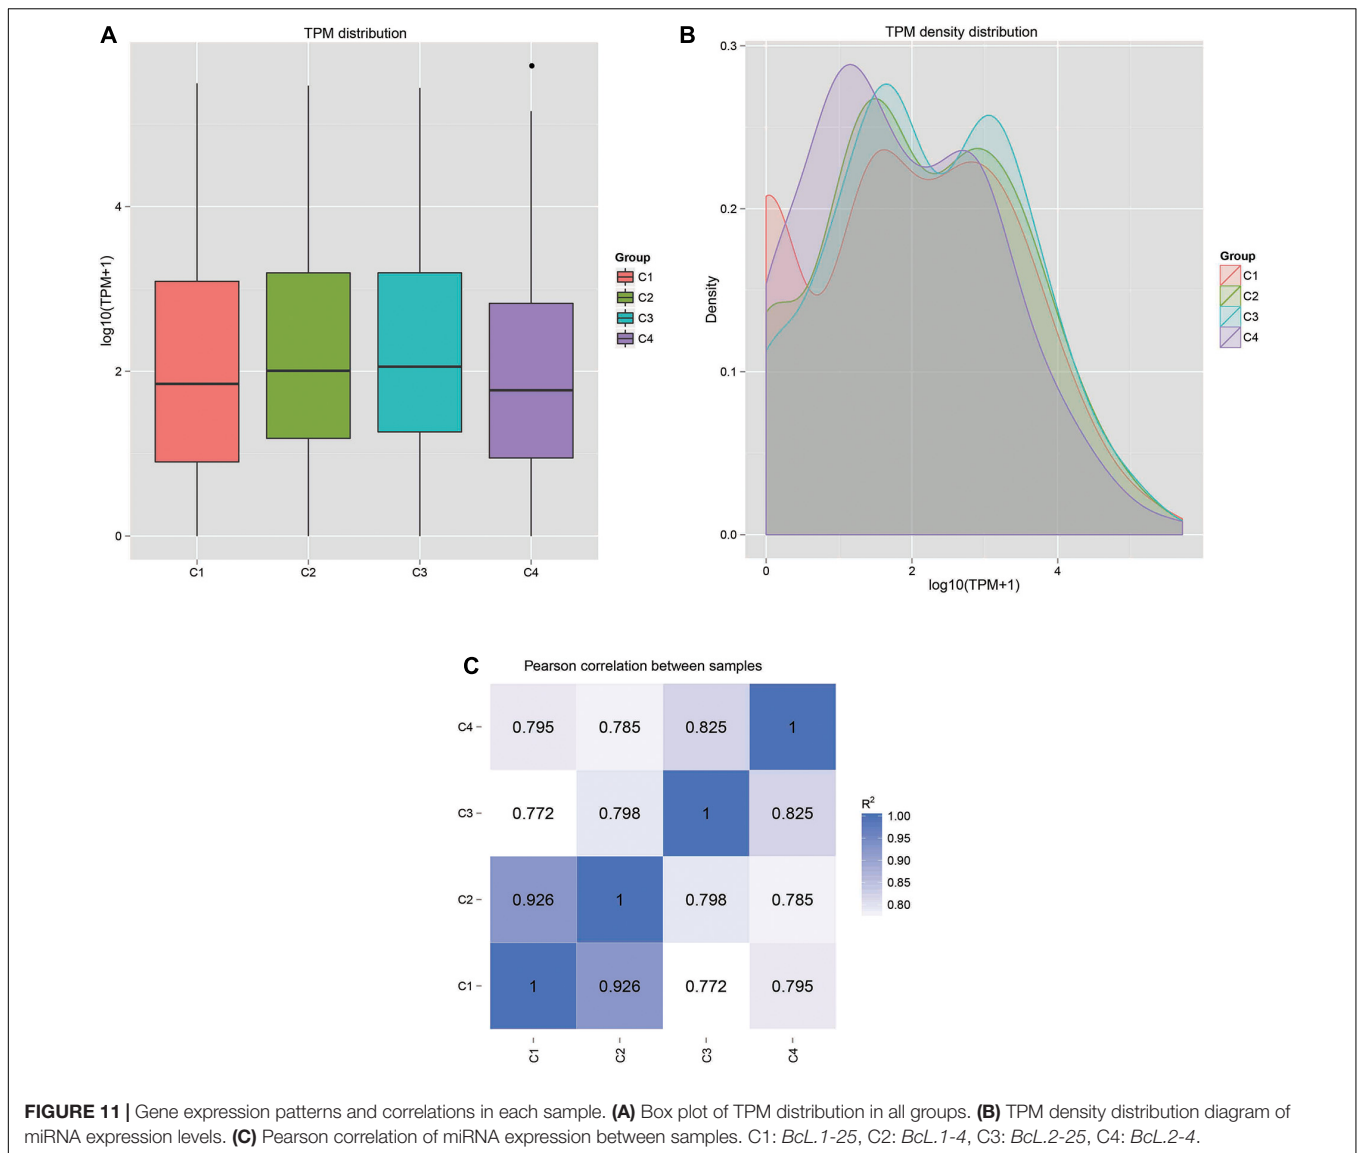 A
TPM distribution
log10(TPM+1)
4
2
0
C1
C2
C3
C4
Group
C1
C2
C3
C4
B
TPM density distribution
Density
0.3
0.2
0.1
0.0
0
2
4
log10(TPM+1)
Group
C1
C2
C3
C4
C
Pearson correlation between samples
C4 0.795 0.785 0.825 1
C3 0.772 0.798 1 0.825
C2 0.926 1 0.798 0.785
C1 1 0.926 0.772 0.795
C1 C2 C3 C4
R²
1.00
0.95
0.90
0.85
0.80
FIGURE 11 | Gene expression patterns and correlations in each sample. (A) Box plot of TPM distribution in all groups. (B) TPM density distribution diagram of
miRNA expression levels. (C) Pearson correlation of miRNA expression between samples. C1: BcL.1-25, C2: BcL.1-4, C3: BcL.2-25, C4: BcL.2-4.